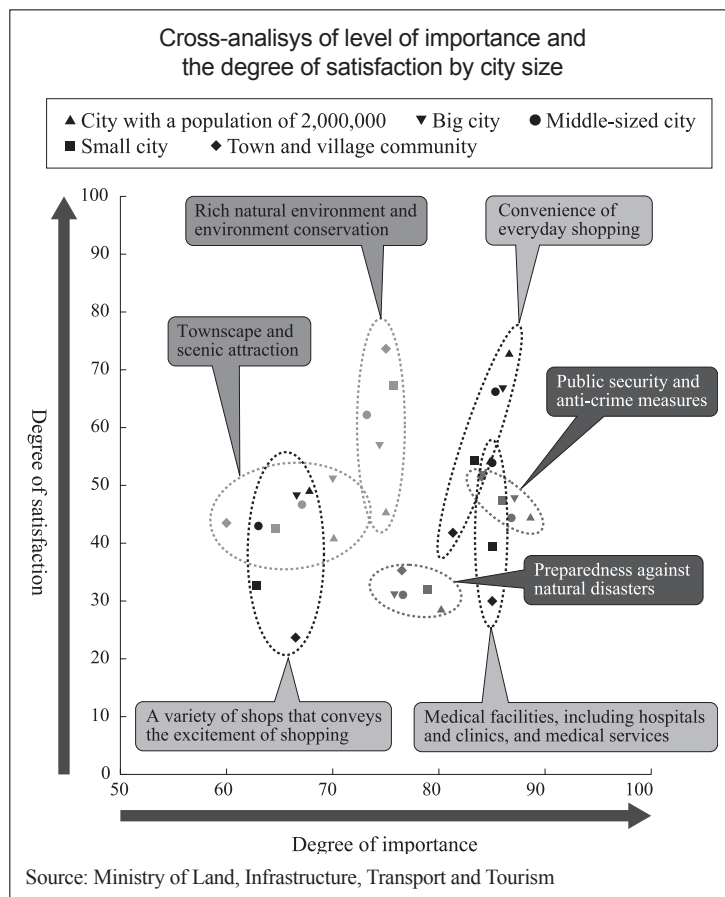 Cross-analisys of level of importance and
the degree of satisfaction by city size
▲ City with a population of 2,000,000 ▼ Big city ● Middle-sized city
■ Small city ◆ Town and village community
100
90
80
70
60
50
40
30
20
10
0
Degree of satisfaction
Rich natural environment and
environment conservation
Convenience of
everyday shopping
Townscape and
scenic attraction
Public security and
anti-crime measures
Preparedness against
natural disasters
A variety of shops that conveys
the excitement of shopping
Medical facilities, including hospitals
and clinics, and medical services
50 60 70 80 90 100
Degree of importance
Source: Ministry of Land, Infrastructure, Transport and Tourism